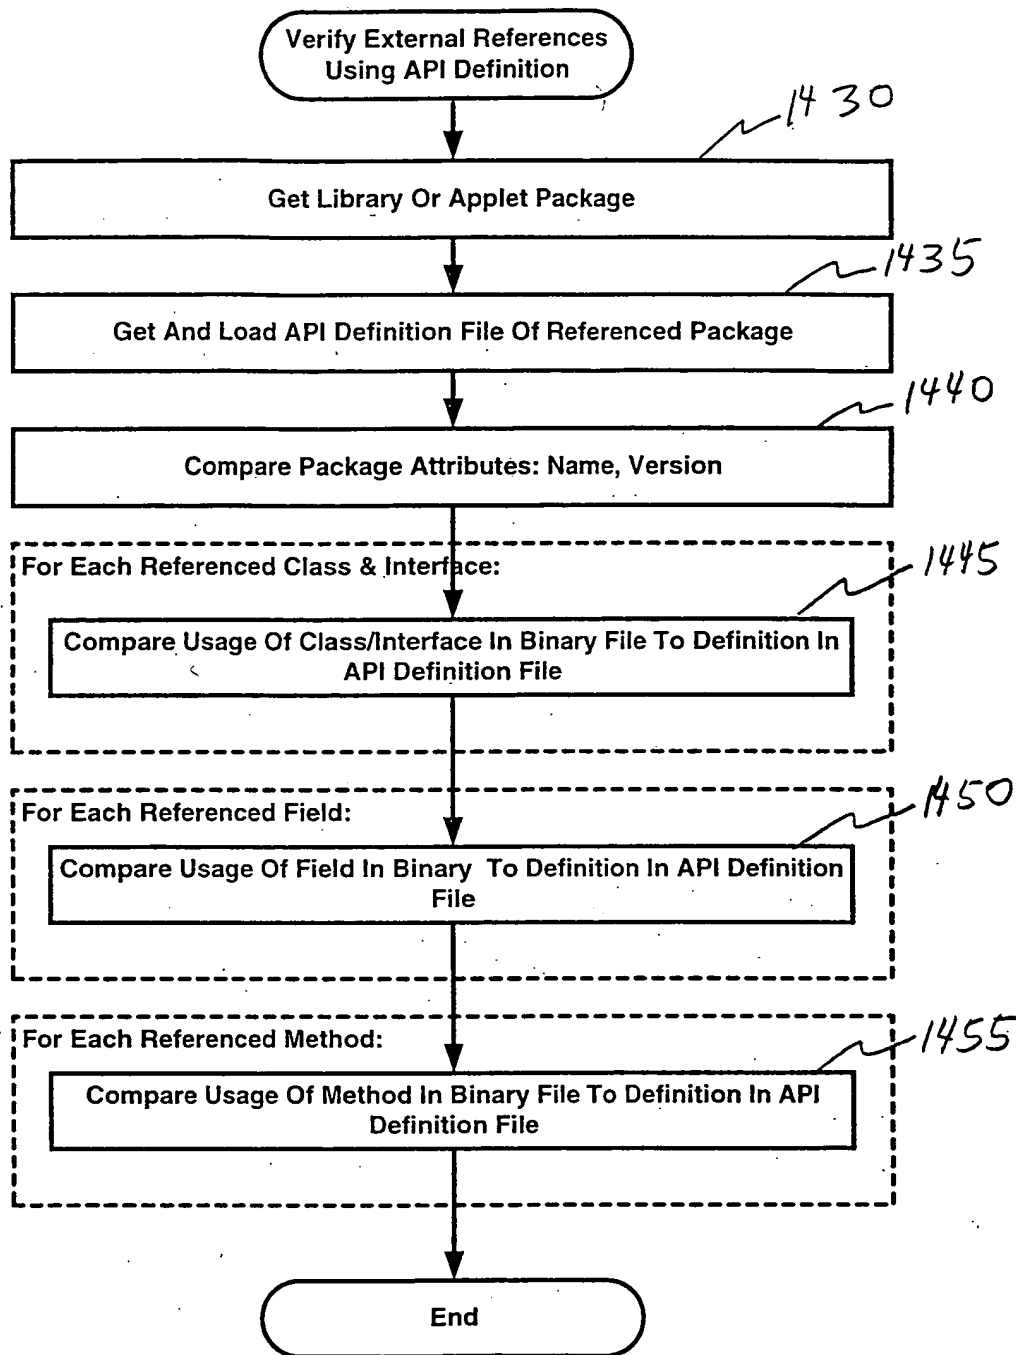 Verify External References
Using API Definition
1430
Get Library Or Applet Package
1435
Get And Load API Definition File Of Referenced Package
1440
Compare Package Attributes: Name, Version
For Each Referenced Class & Interface:
1445
Compare Usage Of Class/Interface In Binary File To Definition In
API Definition File
For Each Referenced Field:
1450
Compare Usage Of Field In Binary To Definition In API Definition
File
For Each Referenced Method:
1455
Compare Usage Of Method In Binary File To Definition In API
Definition File
End